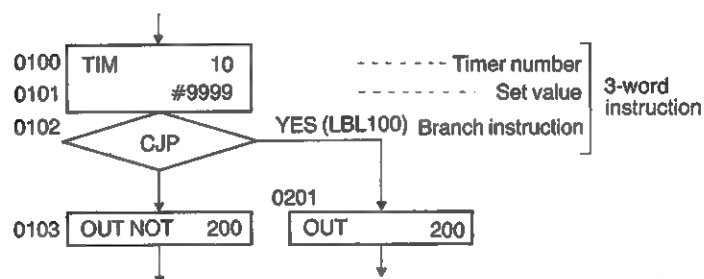 0100 TIM 10 - - - - - - Timer number
0101 #9999 - - - - - - Set value
3-word
instruction
0102 CJP YES (LBL100) Branch instruction
0201
0103 OUT NOT 200 OUT 200